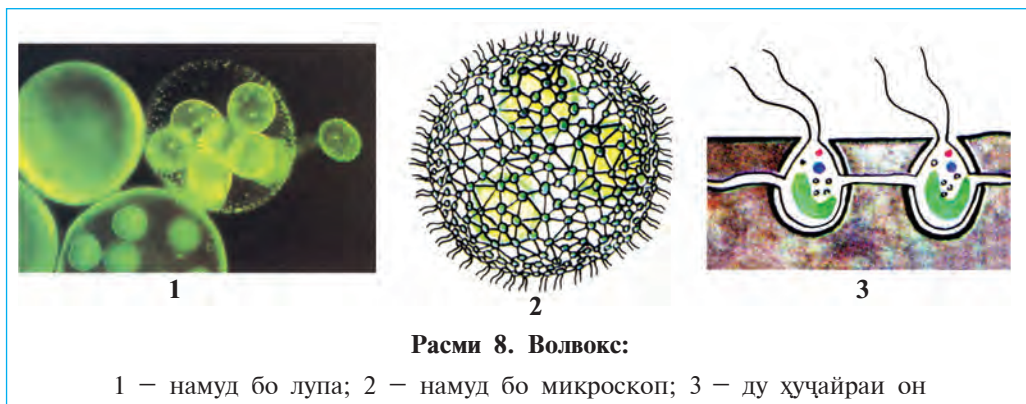 1
2
3
Расми 8. Волвокс:
1 – намуд бо лупа; 2 – намуд бо микроскоп; 3 – ду ҳуҷайраи он